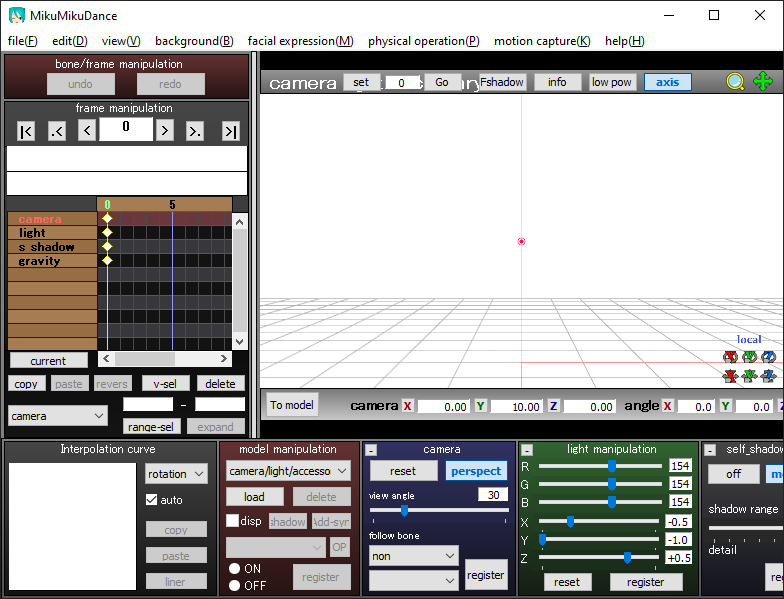 MikuMikuDance
file(F) edit(D) view(V) background(B) facial expression(M) physical operation(P) motion capture(K) help(H)
bone/frame manipulation
undo redo
frame manipulation
|< .< < 0 > >. >|
0 5
camera
light
s shadow
gravity
current
copy paste revers v-sel delete
camera
-
range-sel expand
camera set 0 Go Fshadow info low pow axis
local
To model camera X 0.00 Y 10.00 Z 0.00 angle X 0.0 Y 0.0
Interpolation curve
rotation
auto
copy
paste
liner
model manipulation
camera/light/accesso
load delete
disp shadow Add-syn
OP
ON
OFF
register
camera
reset perspect
view angle 30
follow bone
non
register
light manipulation
R 154
G 154
B 154
X -0.5
Y -1.0
Z +0.5
reset register
self_shadow
off
shadow range
detail